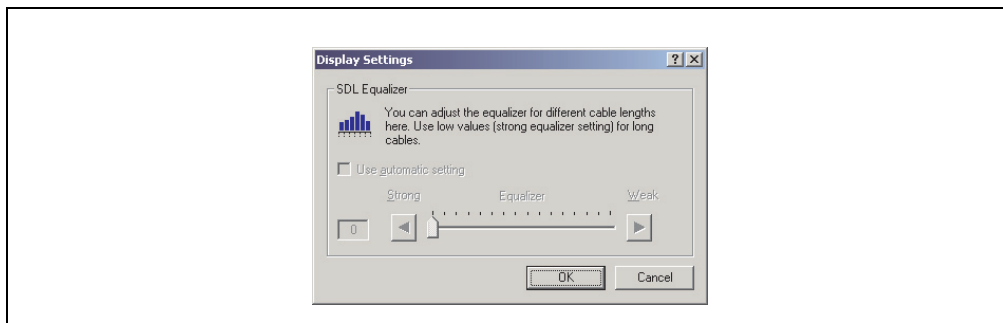 Display Settings
SDL Equalizer
You can adjust the equalizer for different cable lengths
here. Use low values (strong equalizer setting) for long
cables.
Use automatic setting
Strong Equalizer Weak
0
OK Cancel